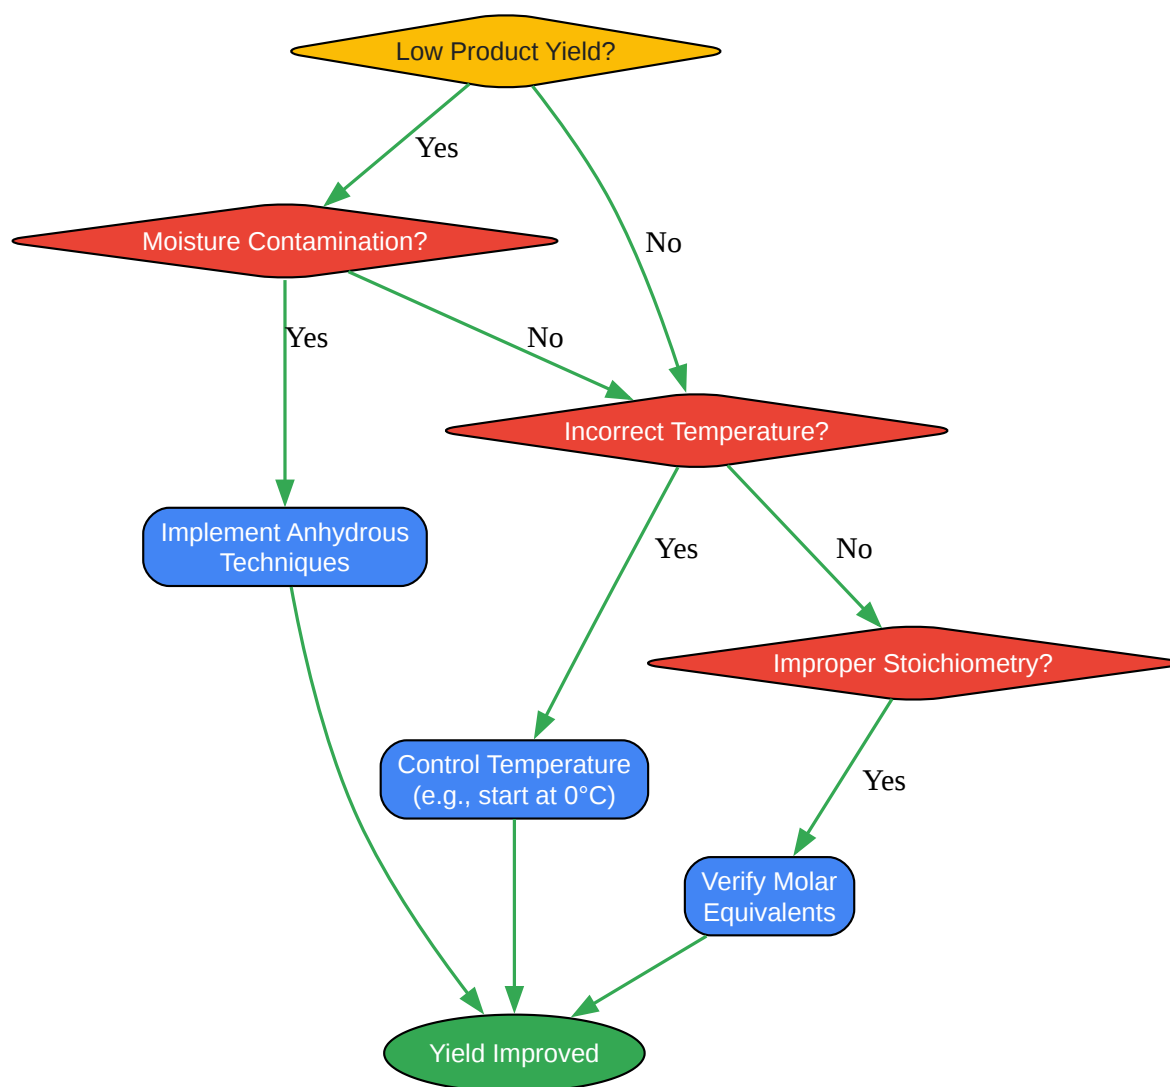 Low Product Yield?
Yes
Moisture Contamination?
No
Yes
No
Incorrect Temperature?
Implement Anhydrous
Techniques
Yes
No
Improper Stoichiometry?
Control Temperature
(e.g., start at 0°C)
Yes
Verify Molar
Equivalents
Yield Improved